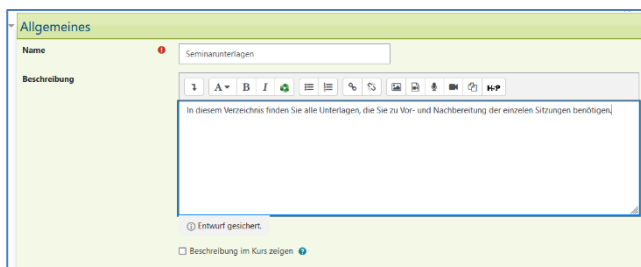 Allgemeines
Name
Seminarunterlagen
Beschreibung
A B I H-P
In diesem Verzeichnis finden Sie alle Unterlagen, die Sie zu Vor- und Nachbereitung der einzelen Sitzungen benötigen.
Entwurf gesichert.
Beschreibung im Kurs zeigen